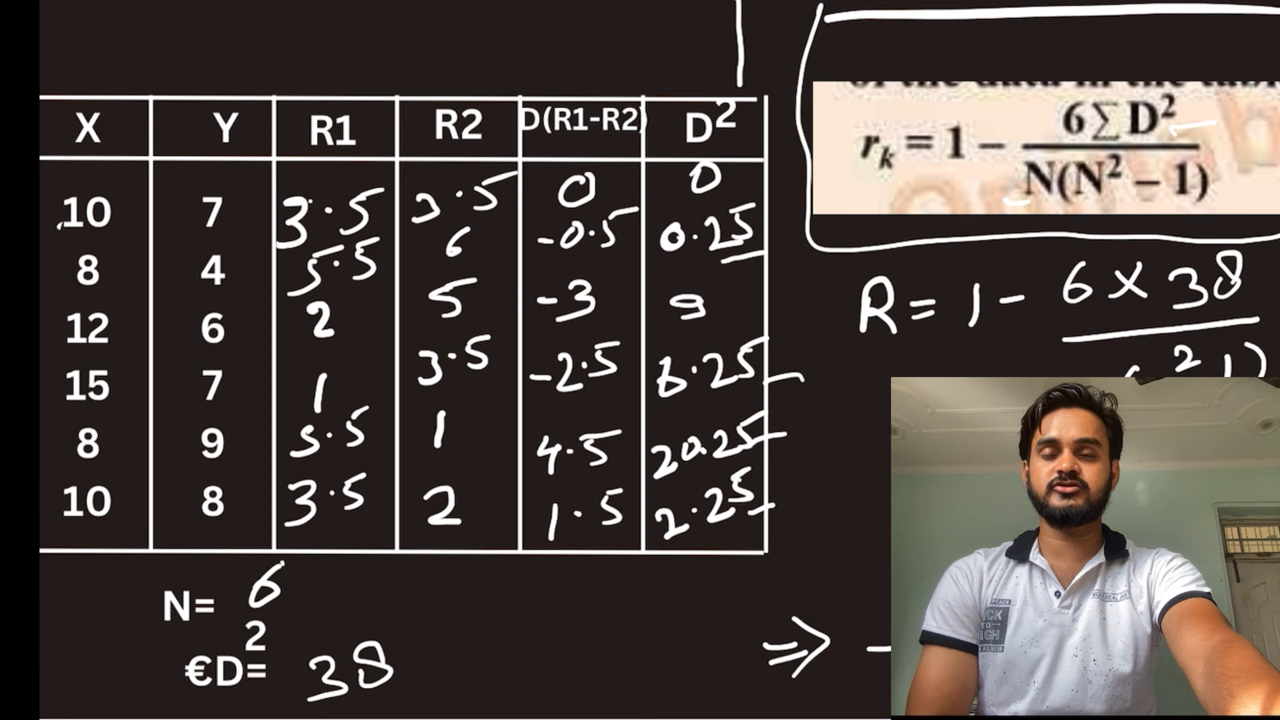 X Y R1 R2 D(R1-R2) D²
10 7 3.5 3.5 0 0
8 4 5.5 6 -0.5 0.25
12 6 2 5 -3 9
15 7 1 3.5 -2.5 6.25
8 9 5.5 1 4.5 20.25
10 8 3.5 2 1.5 2.25
N= 6
€D²= 38
rk = 1 − 6∑D² / N(N² − 1)
R = 1 - 6 × 38
⇒ -